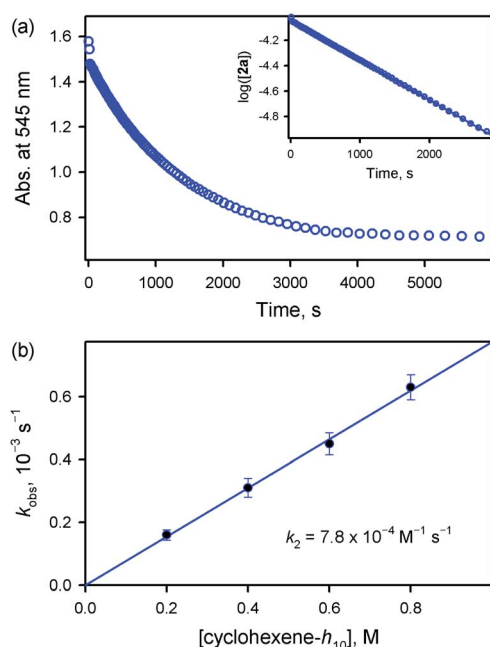 (a)
1.6
1.4
1.2
1.0
0.8
Abs. at 545 nm
0 1000 2000 3000 4000 5000
Time, s
-4.2
-4.4
-4.6
-4.8
log([2a])
0 1000 2000
Time, s
(b)
0.6
0.4
0.2
0.0
k_obs, 10⁻³ s⁻¹
k₂ = 7.8 x 10⁻⁴ M⁻¹ s⁻¹
0.0 0.2 0.4 0.6 0.8
[cyclohexene-h₁₀], M